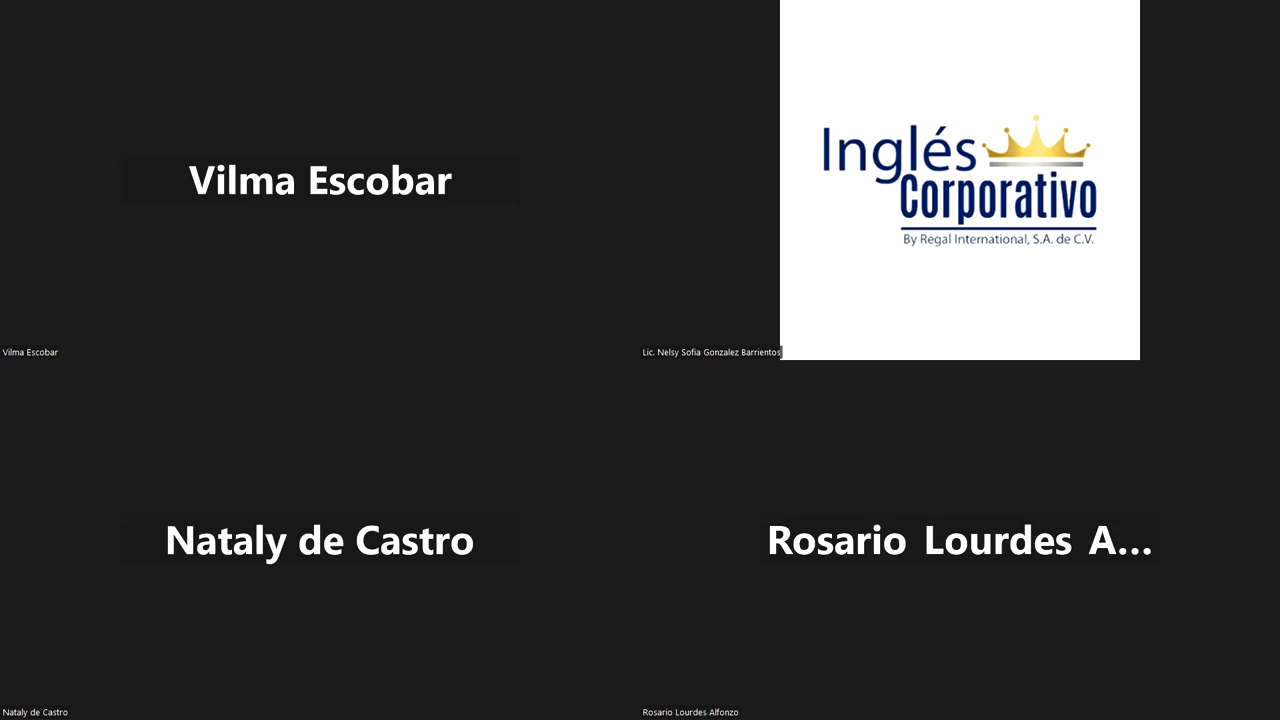 Vilma Escobar
Vilma Escobar
Inglés
Corporativo
By Regal International, S.A. de C.V.
Lic. Nelsy Sofia Gonzalez Barrientos
Nataly de Castro
Nataly de Castro
Rosario Lourdes A...
Rosario Lourdes Alfonzo